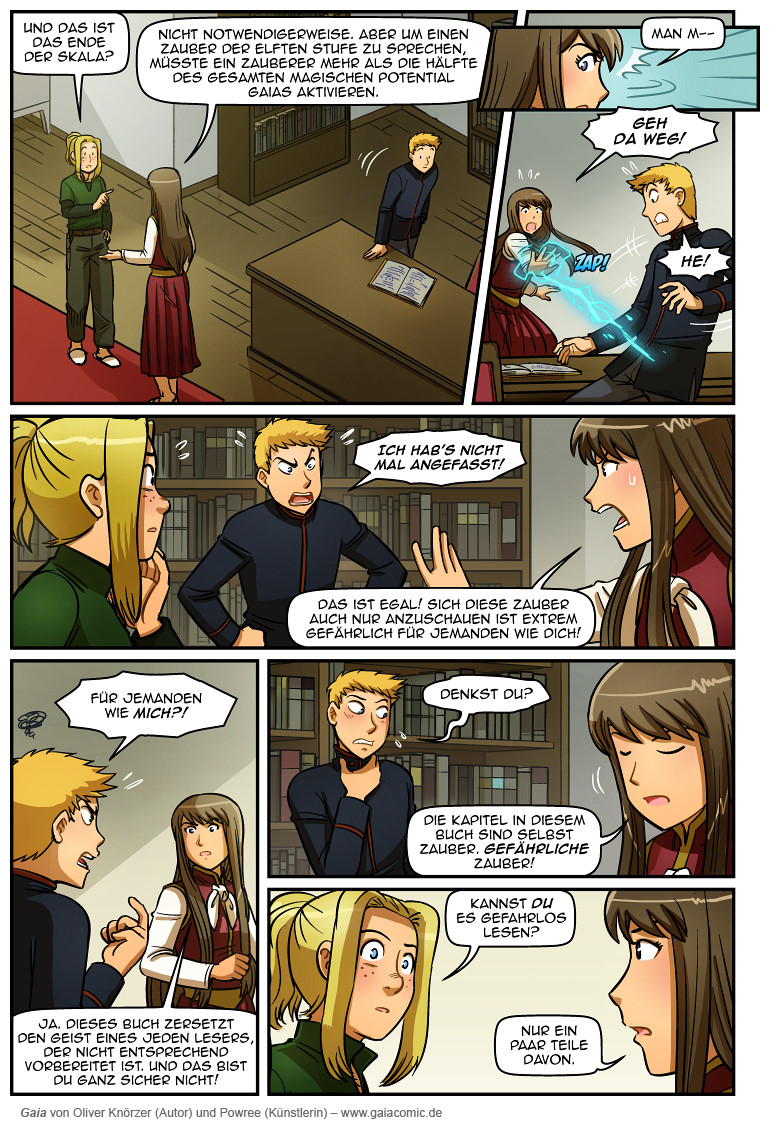 UND DAS IST
DAS ENDE
DER SKALA?
NICHT NOTWENDIGERWEISE. ABER UM EINEN
ZAUBER DER ELFTEN STUFE ZU SPRECHEN,
MÜSSTE EIN ZAUBERER MEHR ALS DIE HÄLFTE
DES GESAMTEN MAGISCHEN POTENTIAL
GAIAS AKTIVIEREN.
MAN M--
GEH
DA WEG!
ZAP!
HE!
ICH HAB'S NICHT
MAL ANGEFASST!
DAS IST EGAL! SICH DIESE ZAUBER
AUCH NUR ANZUSCHAUEN IST EXTREM
GEFÄHRLICH FÜR JEMANDEN WIE DICH!
FÜR JEMANDEN
WIE MICH?!
JA. DIESES BUCH ZERSETZT
DEN GEIST EINES JEDEN LESERS,
DER NICHT ENTSPRECHEND
VORBEREITET IST. UND DAS BIST
DU GANZ SICHER NICHT!
DENKST DU?
DIE KAPITEL IN DIESEM
BUCH SIND SELBST
ZAUBER. GEFÄHRLICHE
ZAUBER!
KANNST DU
ES GEFAHRLOS
LESEN?
NUR EIN
PAAR TEILE
DAVON.
Gaia von Oliver Knörzer (Autor) und Powree (Künstlerin) – www.gaiacomic.de